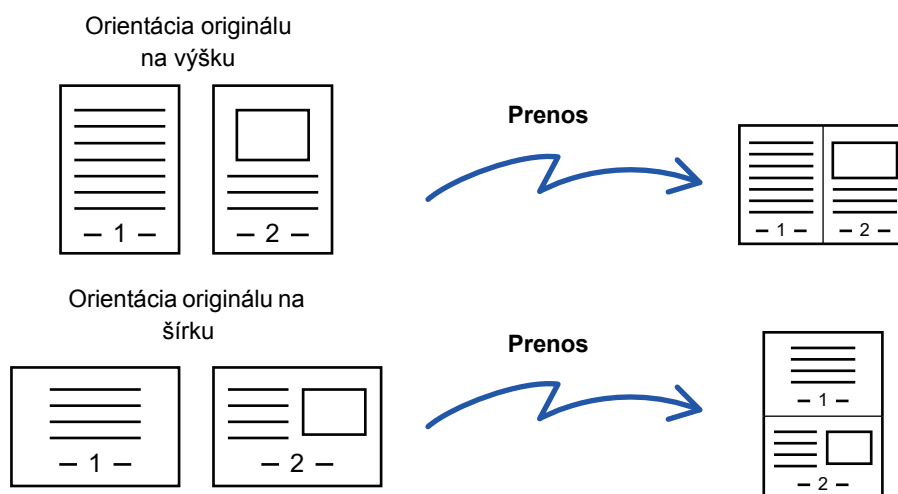 Orientácia originálu
na výšku
Prenos
– 1 –
– 2 –
– 1 –
– 2 –
Orientácia originálu na
šírku
Prenos
– 1 –
– 2 –
– 1 –
– 2 –